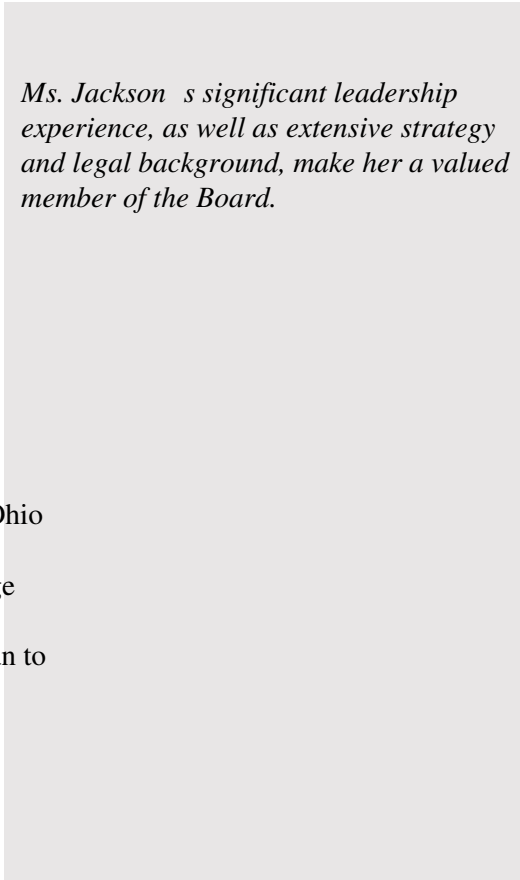 Ms. Jackson s significant leadership
experience, as well as extensive strategy
and legal background, make her a valued
member of the Board.
Ohio
to